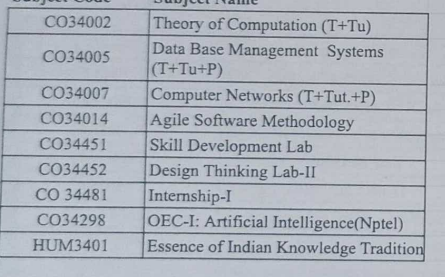 Subject Code Subject Name
CO34002 Theory of Computation (T+Tu)
CO34005 Data Base Management Systems
(T+Tu+P)
CO34007 Computer Networks (T+Tut.+P)
CO34014 Agile Software Methodology
CO34451 Skill Development Lab
CO34452 Design Thinking Lab-II
CO 34481 Internship-I
CO34298 OEC-I: Artificial Intelligence(Nptel)
HUM3401 Essence of Indian Knowledge Tradition